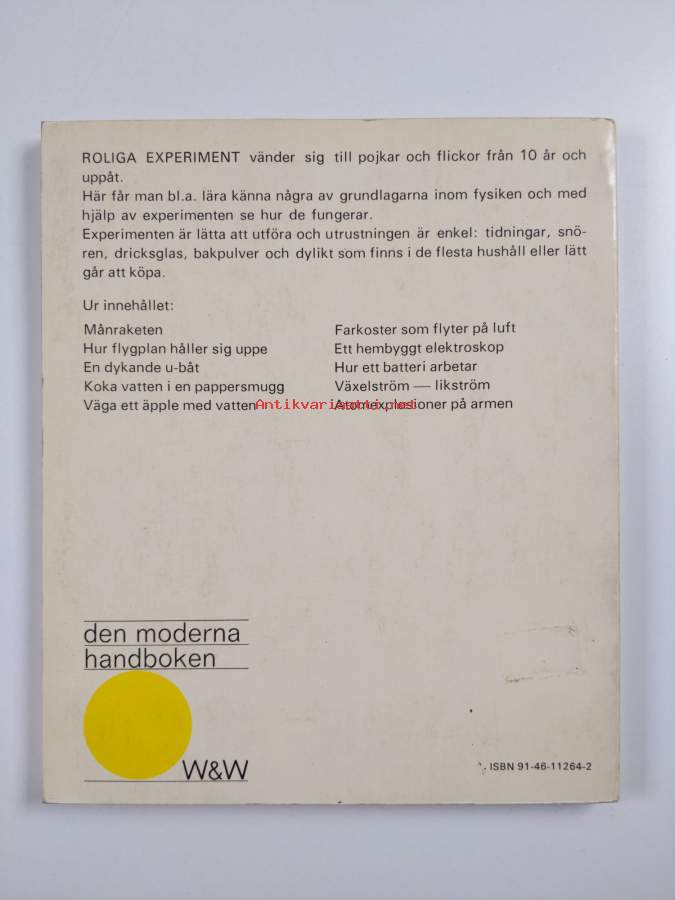 ROLIGA EXPERIMENT vänder sig till pojkar och flickor från 10 år och
uppåt.
Här får man bl.a. lära känna några av grundlagarna inom fysiken och med
hjälp av experimenten se hur de fungerar.
Experimenten är lätta att utföra och utrustningen är enkel: tidningar, snö-
ren, dricksglas, bakpulver och dylikt som finns i de flesta hushåll eller lätt
går att köpa.
Ur innehållet:
Månraketen
Hur flygplan håller sig uppe
En dykande u-båt
Koka vatten i en pappersmugg
Väga ett äpple med vatten
Farkoster som flyter på luft
Ett hembyggt elektroskop
Hur ett batteri arbetar
Växelström — likström
Atomexplosioner på armen
Antikvariaatti.net
den moderna
handboken
W&W
ISBN 91-46-11264-2